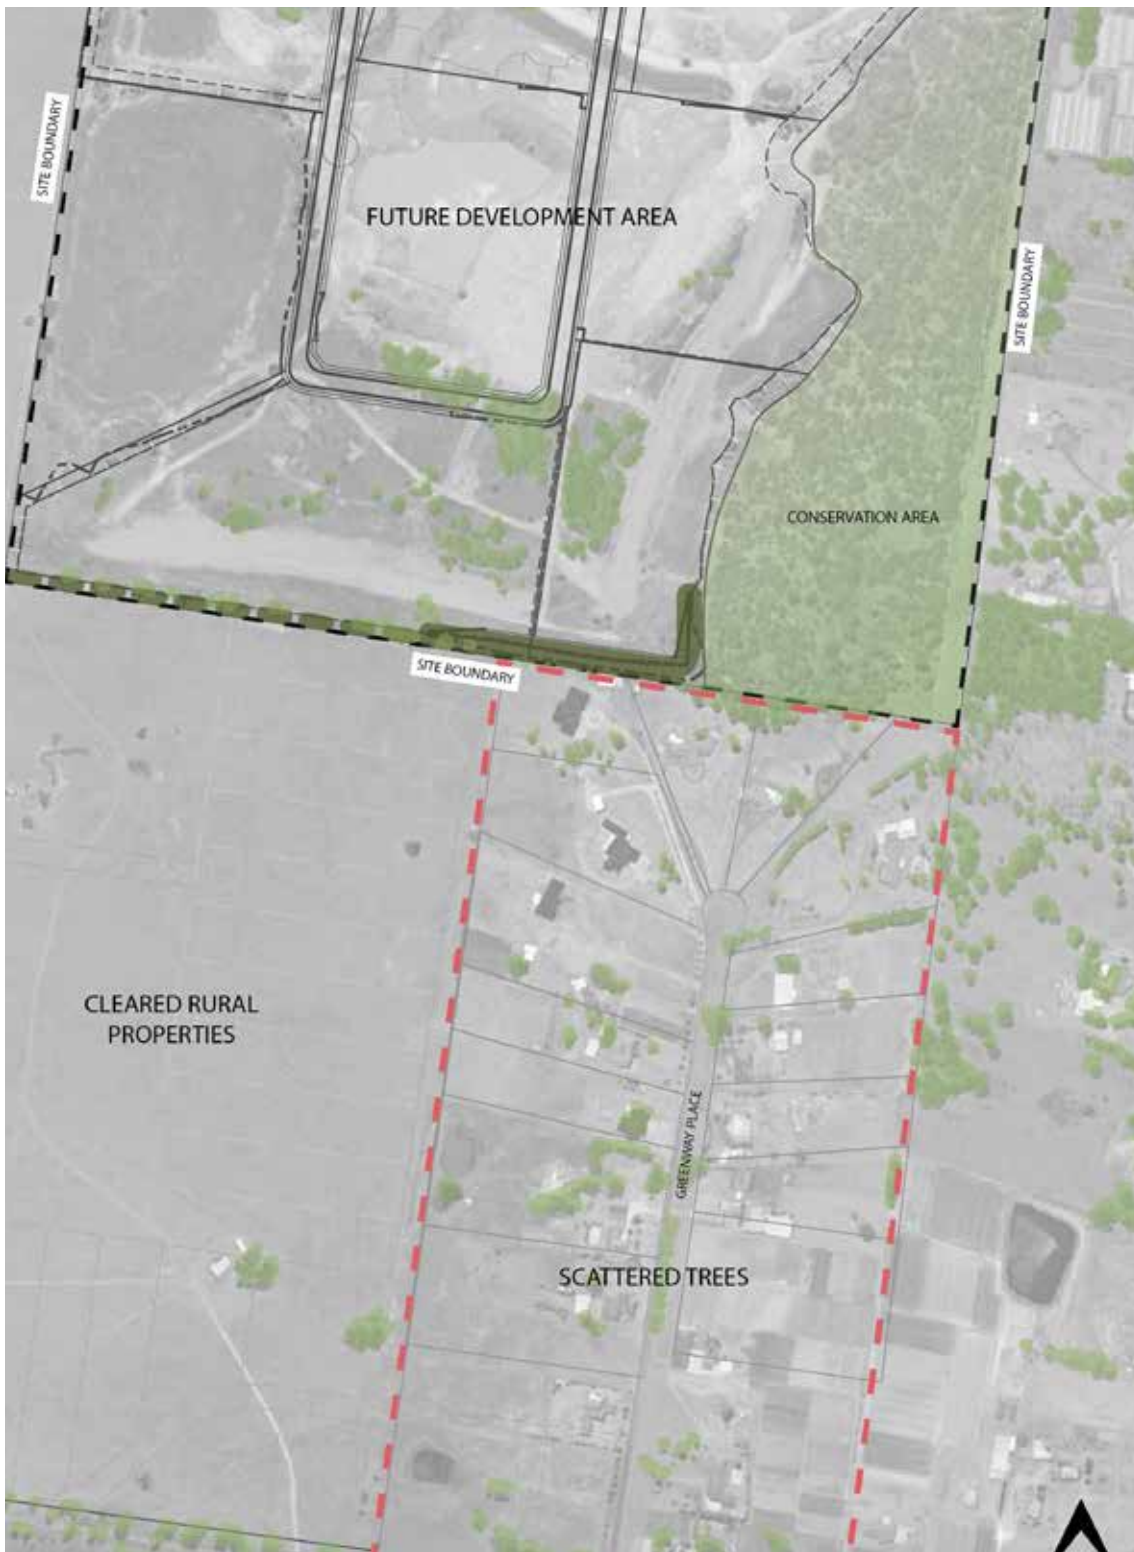 SITE BOUNDARY
FUTURE DEVELOPMENT AREA
SITE BOUNDARY
CONSERVATION AREA
SITE BOUNDARY
CLEARED RURAL
PROPERTIES
GREENWAY PLACE
SCATTERED TREES